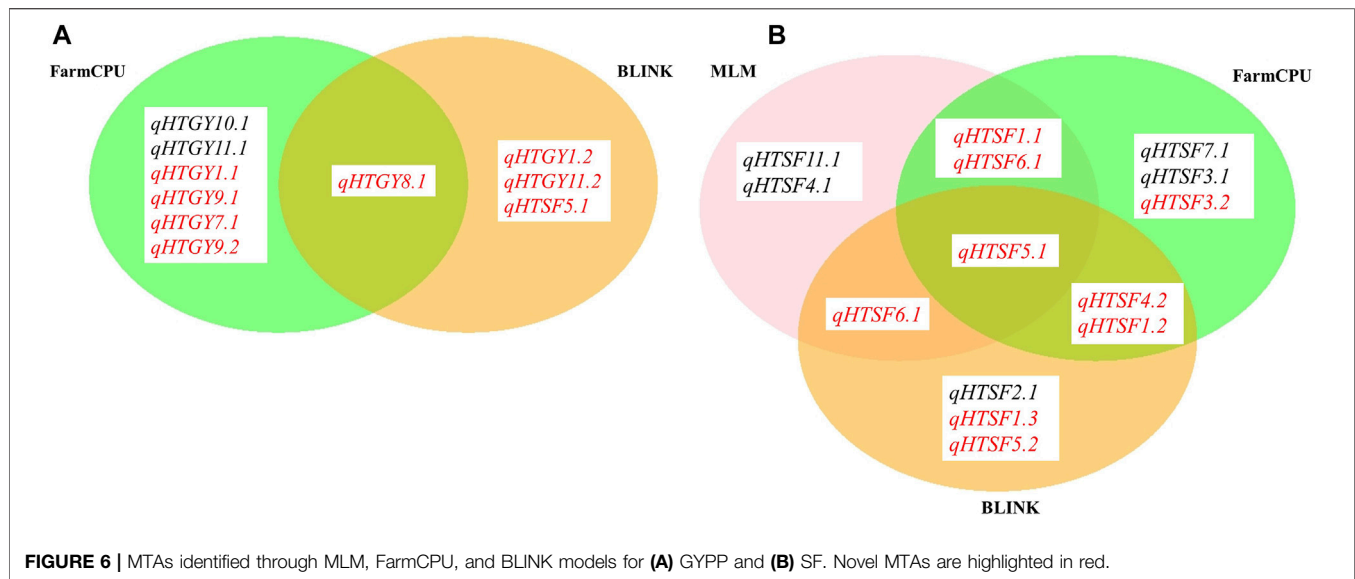 A
FarmCPU
BLINK
qHTGY10.1
qHTGY11.1
qHTGY1.1
qHTGY9.1
qHTGY7.1
qHTGY9.2
qHTGY8.1
qHTGY1.2
qHTGY11.2
qHTSF5.1
B
MLM
FarmCPU
qHTSF11.1
qHTSF4.1
qHTSF1.1
qHTSF6.1
qHTSF7.1
qHTSF3.1
qHTSF3.2
qHTSF5.1
qHTSF6.1
qHTSF4.2
qHTSF1.2
qHTSF2.1
qHTSF1.3
qHTSF5.2
BLINK
FIGURE 6 | MTAs identified through MLM, FarmCPU, and BLINK models for (A) GYPP and (B) SF. Novel MTAs are highlighted in red.